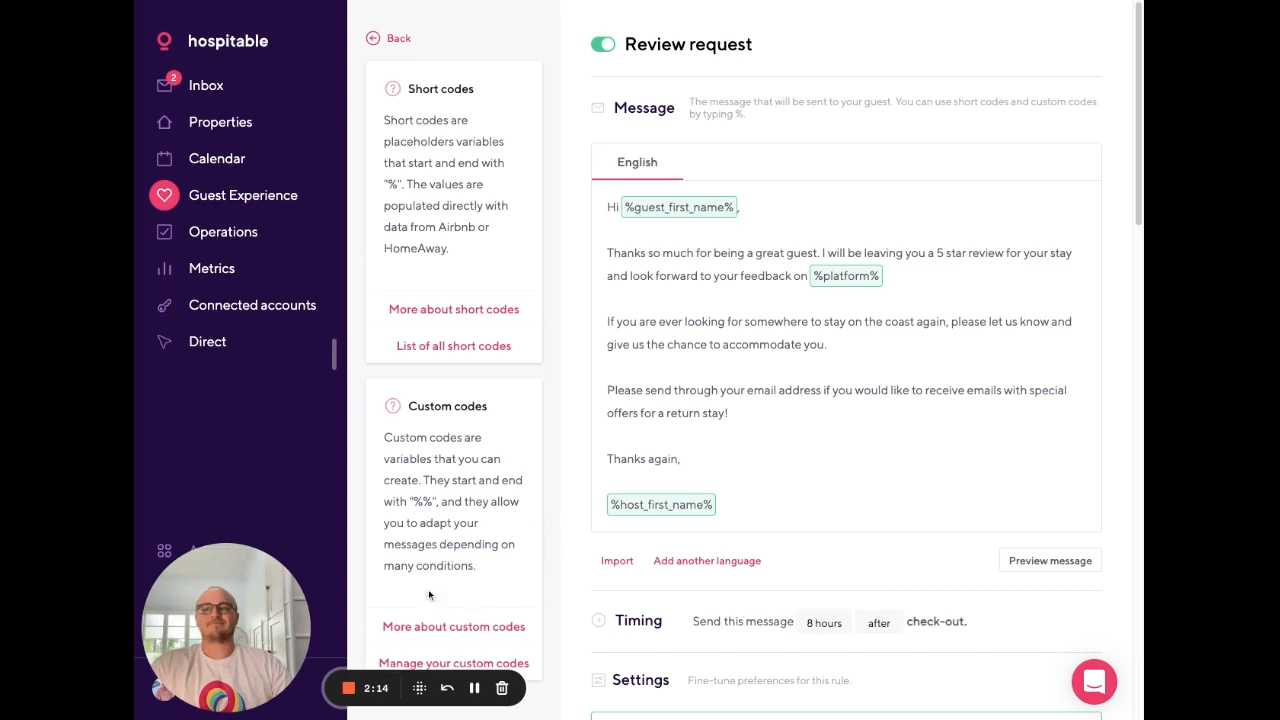 hospitable
2
Inbox
Properties
Calendar
Guest Experience
Operations
Metrics
Connected accounts
Direct
Back
Short codes
Short codes are
placeholders variables
that start and end with
"%". The values are
populated directly with
data from Airbnb or
HomeAway.
More about short codes
List of all short codes
Custom codes
Custom codes are
variables that you can
create. They start and end
with "%%", and they allow
you to adapt your
messages depending on
many conditions.
More about custom codes
Manage your custom codes
2:14
Review request
Message
The message that will be sent to your guest. You can use short codes and custom codes
by typing %.
English
Hi %guest_first_name%,
Thanks so much for being a great guest. I will be leaving you a 5 star review for your stay
and look forward to your feedback on %platform%
If you are ever looking for somewhere to stay on the coast again, please let us know and
give us the chance to accommodate you.
Please send through your email address if you would like to receive emails with special
offers for a return stay!
Thanks again,
%host_first_name%
Import
Add another language
Preview message
Timing
Send this message 8 hours after check-out.
Settings
Fine-tune preferences for this rule.